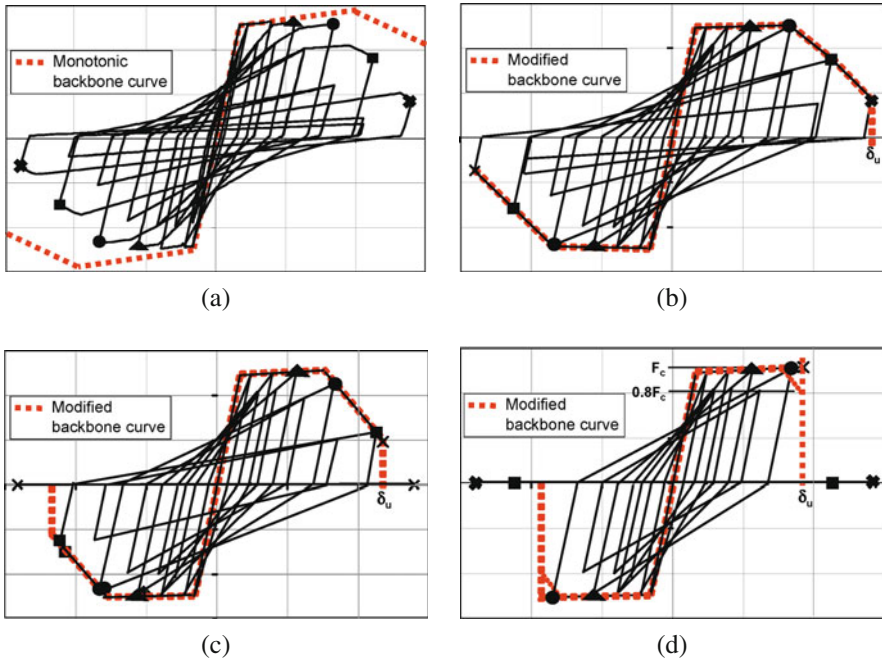 Monotonic
backbone curve
(a)
Modified
backbone curve
δu
(b)
Modified
backbone curve
δu
(c)
Fc
0.8Fc
Modified
backbone curve
δu
(d)